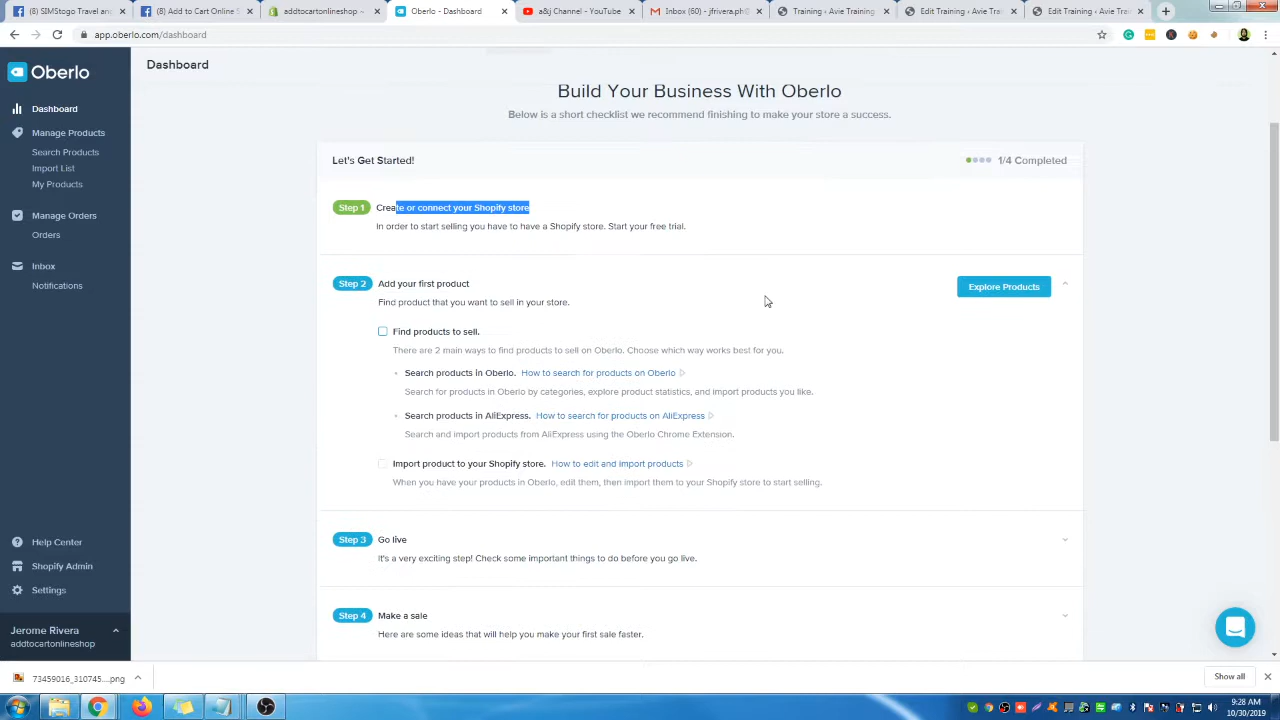 (8) SIMStogo Travel an
(8) Add to Cart Online S
addtocartonlineshop –
Oberlo - Dashboard
a&j Channel - YouTube
Inbox (60) - jfrivera.ph@
Training ‹ Avie Training
Edit Training ‹ Avie Trai
Edit Training ‹ Avie Trai
app.oberlo.com/dashboard
Oberlo
Dashboard
Manage Products
Search Products
Import List
My Products
Manage Orders
Orders
Inbox
Notifications
Help Center
Shopify Admin
Settings
Jerome Rivera
addtocartonlineshop
Dashboard
Build Your Business With Oberlo
Below is a short checklist we recommend finishing to make your store a success.
Let's Get Started!
1/4 Completed
Step 1 Create or connect your Shopify store
In order to start selling you have to have a Shopify store. Start your free trial.
Step 2 Add your first product
Explore Products
Find product that you want to sell in your store.
Find products to sell.
There are 2 main ways to find products to sell on Oberlo. Choose which way works best for you.
Search products in Oberlo. How to search for products on Oberlo
Search for products in Oberlo by categories, explore product statistics, and import products you like.
Search products in AliExpress. How to search for products on AliExpress
Search and import products from AliExpress using the Oberlo Chrome Extension.
Import product to your Shopify store. How to edit and import products
When you have your products in Oberlo, edit them, then import them to your Shopify store to start selling.
Step 3 Go live
It's a very exciting step! Check some important things to do before you go live.
Step 4 Make a sale
Here are some ideas that will help you make your first sale faster.
73459016_310745....png
Show all
9:28 AM
10/30/2019